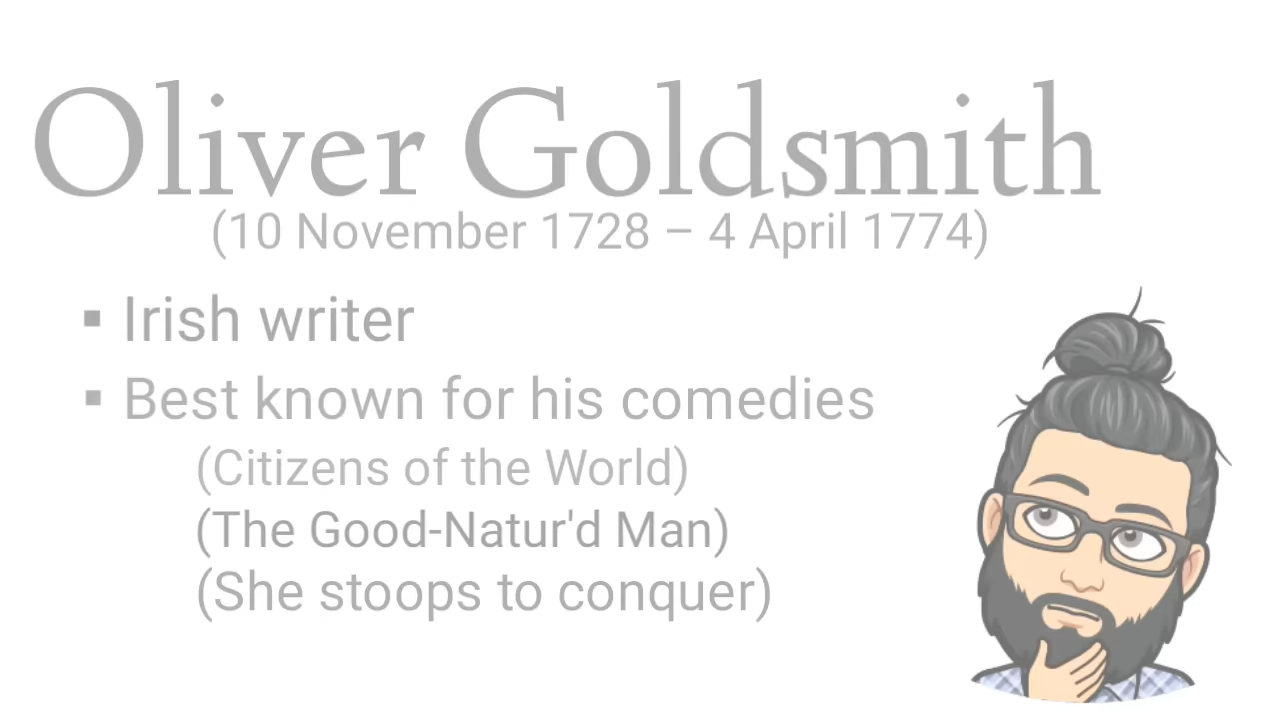 Oliver Goldsmith
(10 November 1728 – 4 April 1774)
▪ Irish writer
▪ Best known for his comedies
(Citizens of the World)
(The Good-Natur'd Man)
(She stoops to conquer)